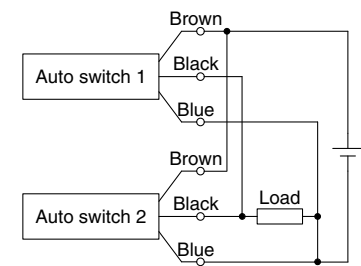 Brown
Auto switch 1
Black
Blue
Brown
Auto switch 2
Black
Load
Blue